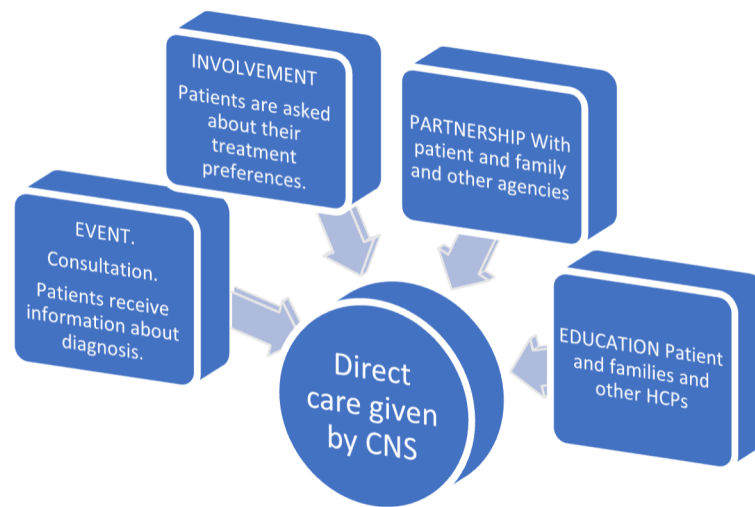 EVENT.
Consultation.
Patients receive
information about
diagnosis.
INVOLVEMENT
Patients are asked
about their
treatment
preferences.
PARTNERSHIP With
patient and family
and other agencies
EDUCATION Patient
and families and
other HCPs
Direct
care given
by CNS